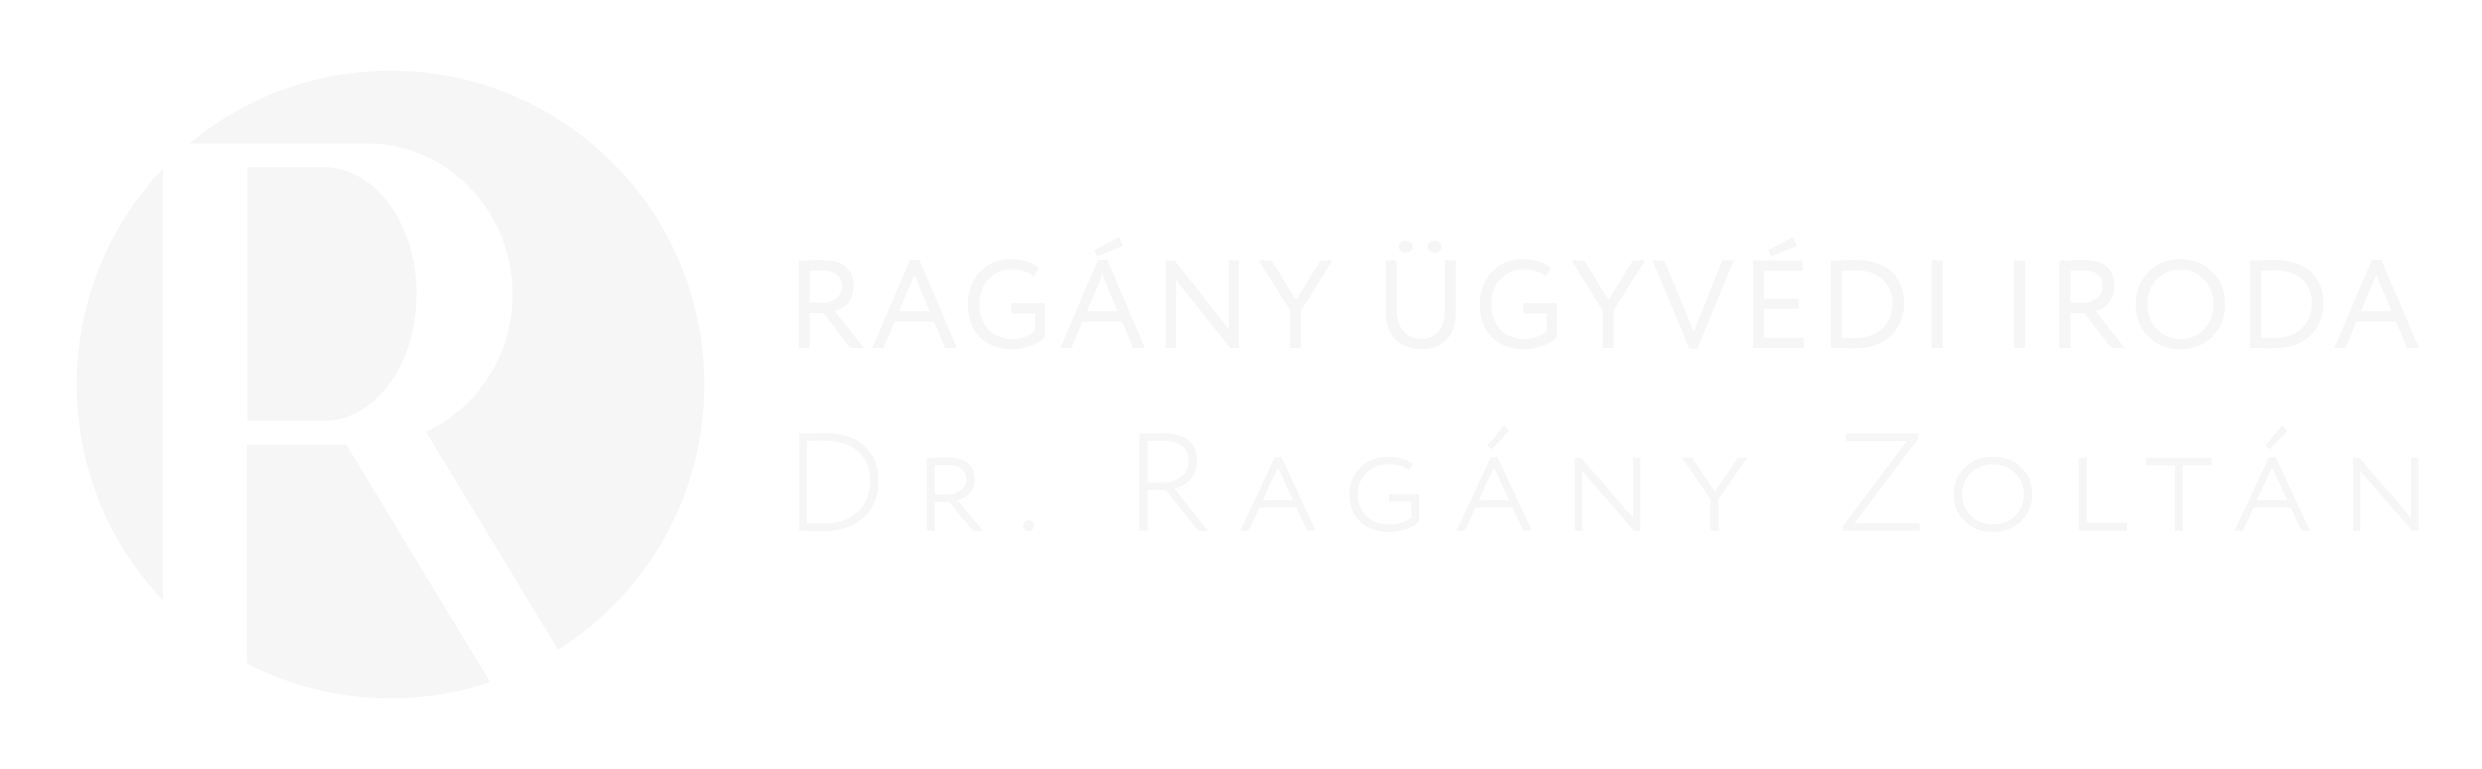 R
RAGÁNY ÜGYVÉDI IRODA
DR. RAGÁNY ZOLTÁN